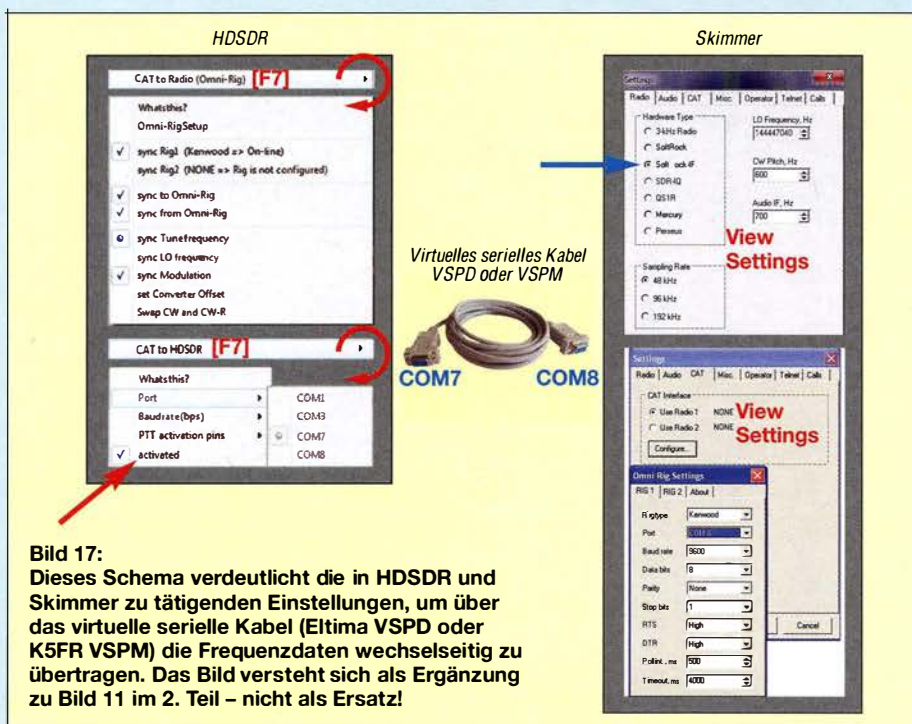 HDSDR
CAT to Radio (Omni-Rig) [F7]
Whatsthis?
Omni-RigSetup
sync Rig1 (Kenwood => On-line)
sync Rig2 (NONE => Rig is not configured)
sync to Omni-Rig
sync from Omni-Rig
sync Tunefrequency
sync LO frequency
sync Modulation
set Converter Offset
Swap CW and CW-R
CAT to HDSDR [F7]
Whatsthis?
Port
Baudrate(bps)
PTT activation pins
activated
COM1
COM3
COM7
COM8
Virtuelles serielles Kabel
VSPD oder VSPM
COM7
COM8
Skimmer
Settings
Radio Audio CAT Misc. Operator Telnet Calls
Hardware Type
3-kHz Radio
SoftRock
SDR-IQ
QS1R
Mercury
Perseus
Sampling Rate
48 kHz
96 kHz
192 kHz
LO Frequency, Hz
144447040
CW Pitch, Hz
600
Audio IF, Hz
700
View
Settings
Settings
Radio Audio CAT Misc. Operator Telnet Calls
CAT Interface
Use Radio 1 NONE
Use Radio 2 NONE
Configure...
View
Settings
Omni Rig Settings
RIG 1 RIG 2 About
Rig type Kenwood
Port
Baud rate 9600
Data bits 8
Parity None
Stop bits 1
RTS High
DTR High
Poll int., ms 500
Timeout, ms 4000
Cancel
Bild 17:
Dieses Schema verdeutlicht die in HDSDR und
Skimmer zu tätigenden Einstellungen, um über
das virtuelle serielle Kabel (Eltima VSPD oder
K5FR VSPM) die Frequenzdaten wechselseitig zu
übertragen. Das Bild versteht sich als Ergänzung
zu Bild 11 im 2. Teil – nicht als Ersatz!